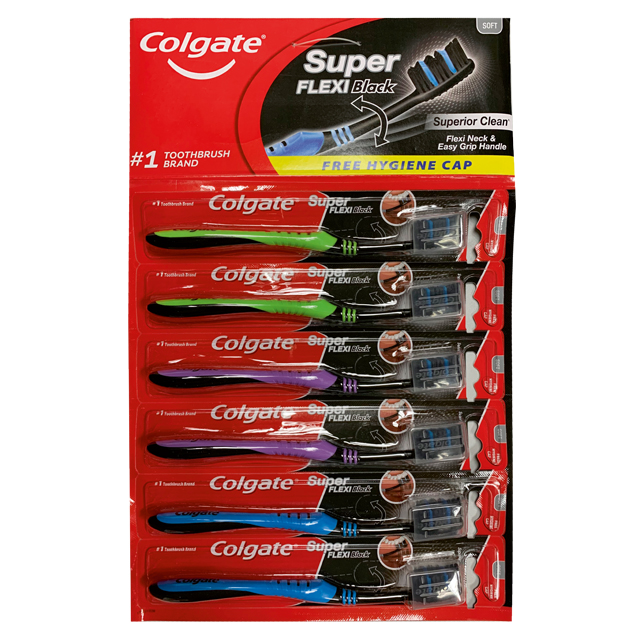 SOFT
Colgate®
Super
FLEXI Black
Superior Clean
Flexi Neck &
Easy Grip Handle
#1 TOOTHBRUSH
BRAND
FREE HYGIENE CAP
#1 Toothbrush Brand
Colgate®
Super
FLEXI Black
Colgate®
Super
FLEXI Black
#1 Toothbrush Brand
#1 Toothbrush Brand
Colgate®
Super
FLEXI Black
#1 Toothbrush Brand
Colgate®
Super
FLEXI Black
#1 Toothbrush Brand
Colgate®
Super
FLEXI Black
#1 Toothbrush Brand
Colgate®
Super
FLEXI Black